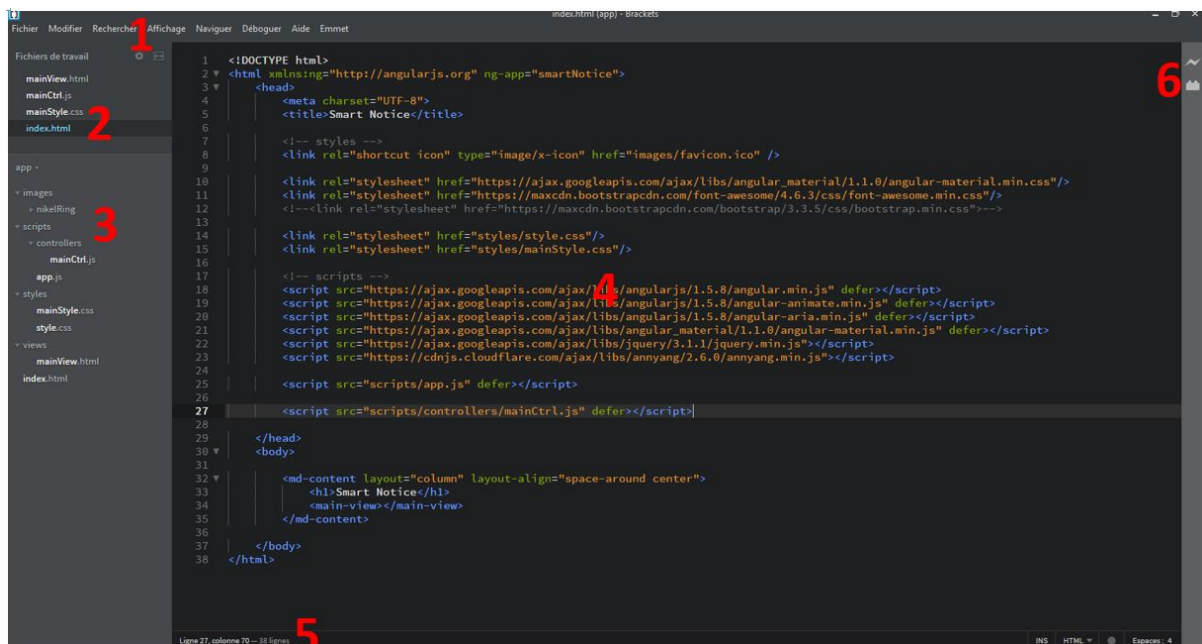 index.html (app) - Brackets
Fichier Modifier Rechercher Affichage Naviguer Déboguer Aide Emmet
1
Fichiers de travail
mainView.html
mainCtrl.js
mainStyle.css
index.html
2
app
images
nikelRing
scripts
controllers
mainCtrl.js
app.js
styles
mainStyle.css
style.css
views
mainView.html
index.html
3
1 <!DOCTYPE html>
2 <html xmlns:ng="http://angularjs.org" ng-app="smartNotice">
3 <head>
4 <meta charset="UTF-8">
5 <title>Smart Notice</title>
6
7 <!-- styles -->
8 <link rel="shortcut icon" type="image/x-icon" href="images/favicon.ico" />
9
10 <link rel="stylesheet" href="https://ajax.googleapis.com/ajax/libs/angular_material/1.1.0/angular-material.min.css"/>
11 <link rel="stylesheet" href="https://maxcdn.bootstrapcdn.com/font-awesome/4.6.3/css/font-awesome.min.css"/>
12 <!--<link rel="stylesheet" href="https://maxcdn.bootstrapcdn.com/bootstrap/3.3.5/css/bootstrap.min.css">-->
13
14 <link rel="stylesheet" href="styles/style.css"/>
15 <link rel="stylesheet" href="styles/mainStyle.css"/>
16
17 <!-- scripts -->
18 <script src="https://ajax.googleapis.com/ajax/libs/angularjs/1.5.8/angular.min.js" defer></script>
19 <script src="https://ajax.googleapis.com/ajax/libs/angularjs/1.5.8/angular-animate.min.js" defer></script>
20 <script src="https://ajax.googleapis.com/ajax/libs/angularjs/1.5.8/angular-aria.min.js" defer></script>
21 <script src="https://ajax.googleapis.com/ajax/libs/angular_material/1.1.0/angular-material.min.js" defer></script>
22 <script src="https://ajax.googleapis.com/ajax/libs/jquery/3.1.1/jquery.min.js"></script>
23 <script src="https://cdnjs.cloudflare.com/ajax/libs/annyang/2.6.0/annyang.min.js"></script>
24
25 <script src="scripts/app.js" defer></script>
26
27 <script src="scripts/controllers/mainCtrl.js" defer></script>
28
29 </head>
30 <body>
31
32 <md-content layout="column" layout-align="space-around center">
33 <h1>Smart Notice</h1>
34 <main-view></main-view>
35 </md-content>
36
37 </body>
38 </html>
4
6
Ligne 27, colonne 70 — 38 lignes
5
INS HTML Espaces : 4